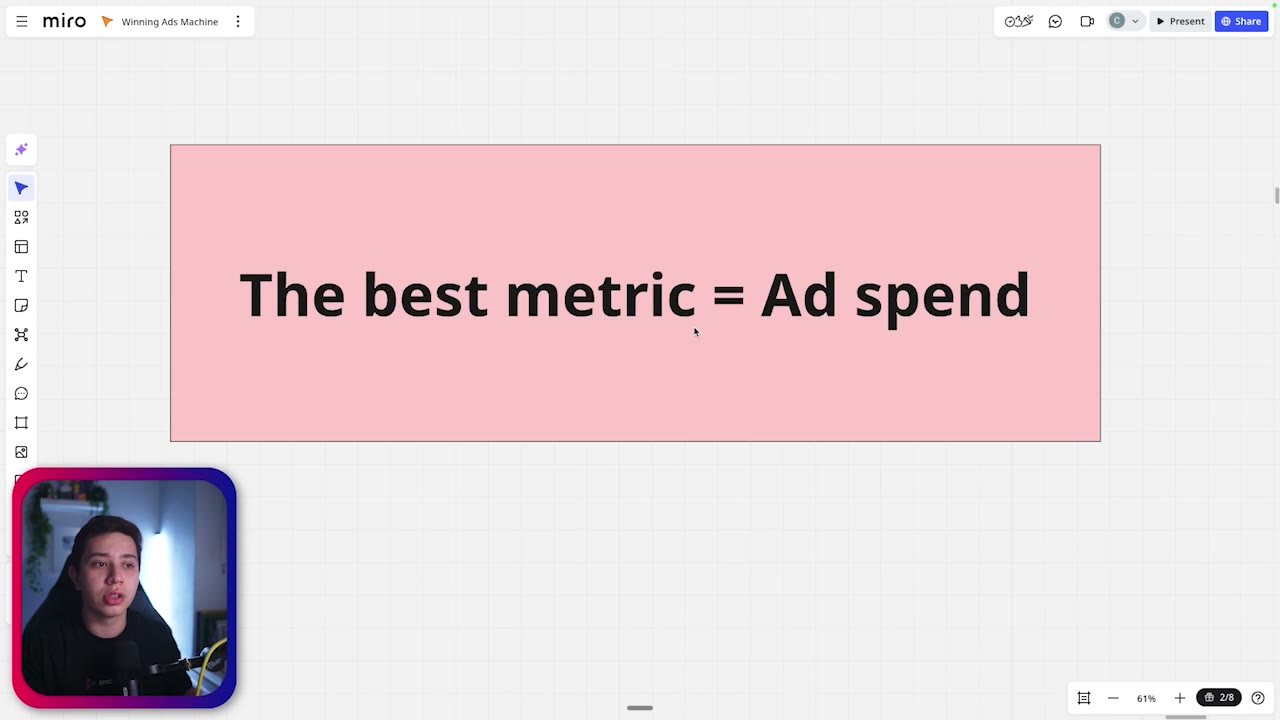 miro
Winning Ads Machine
C
Present
Share
The best metric = Ad spend
61%
2/8